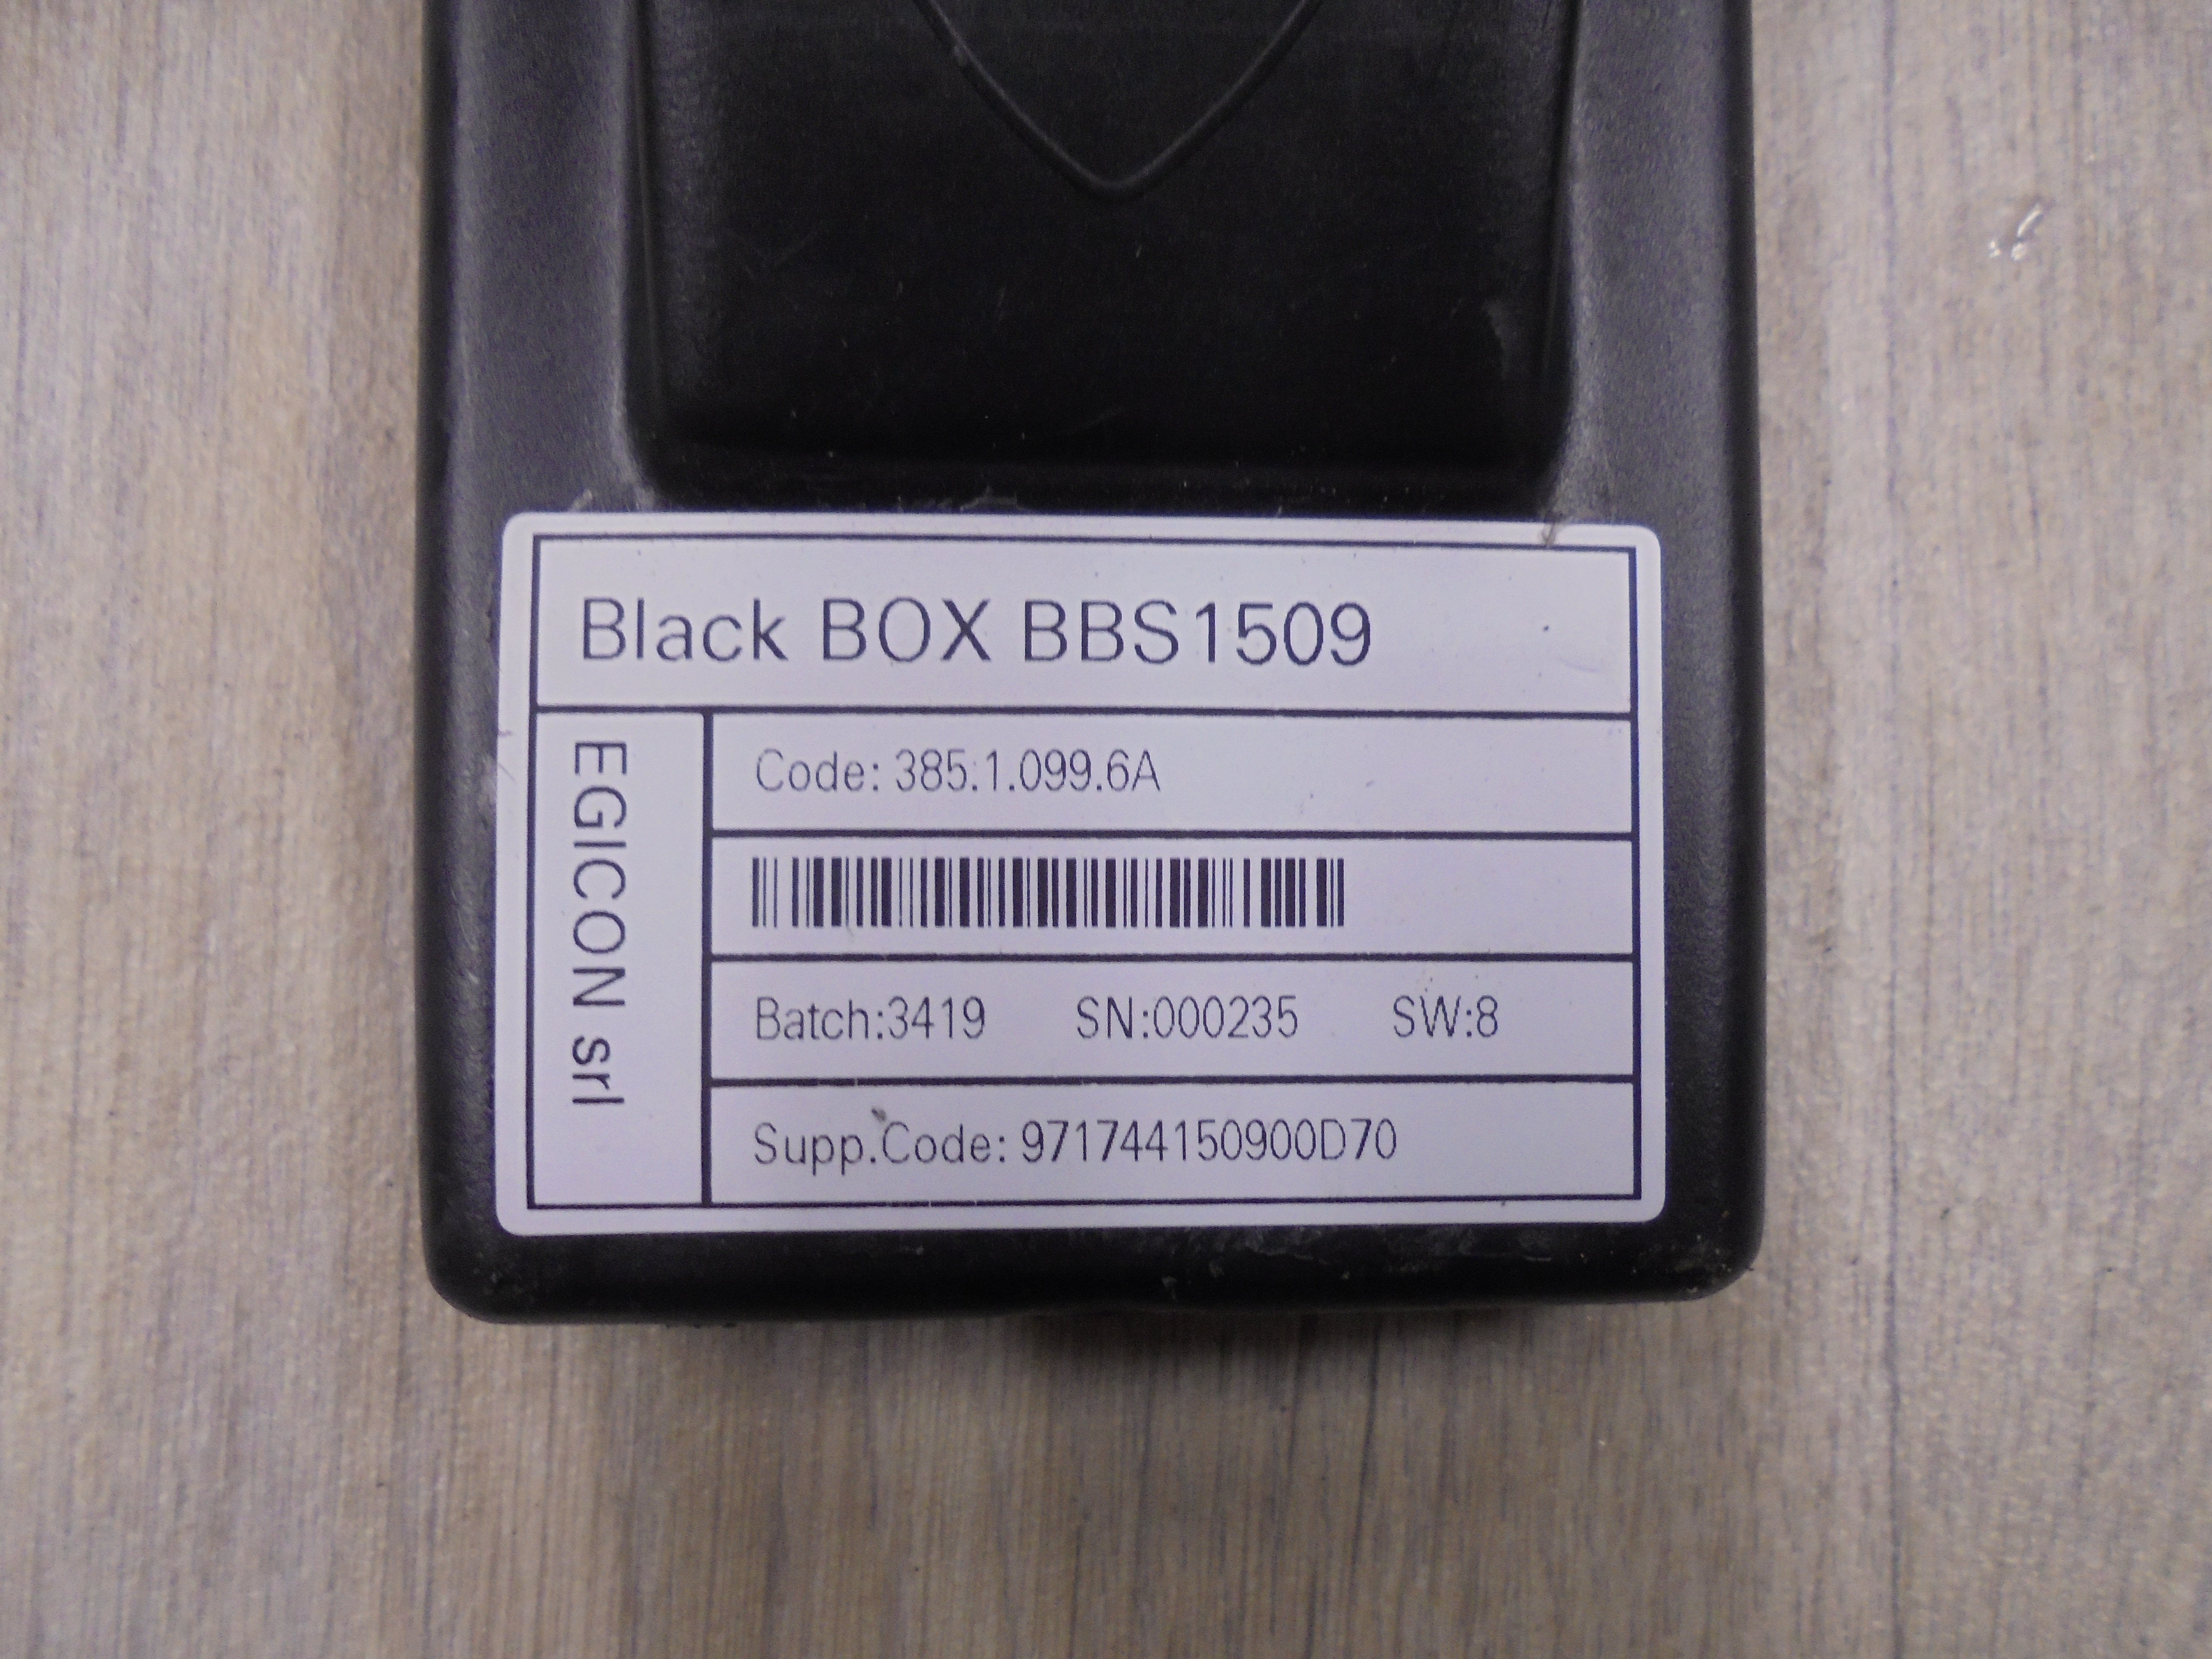 Black BOX BBS1509
EGICON srl
Code: 385.1.099.6A
Batch:3419 SN:000235 SW:8
Supp.Code: 971744150900D70